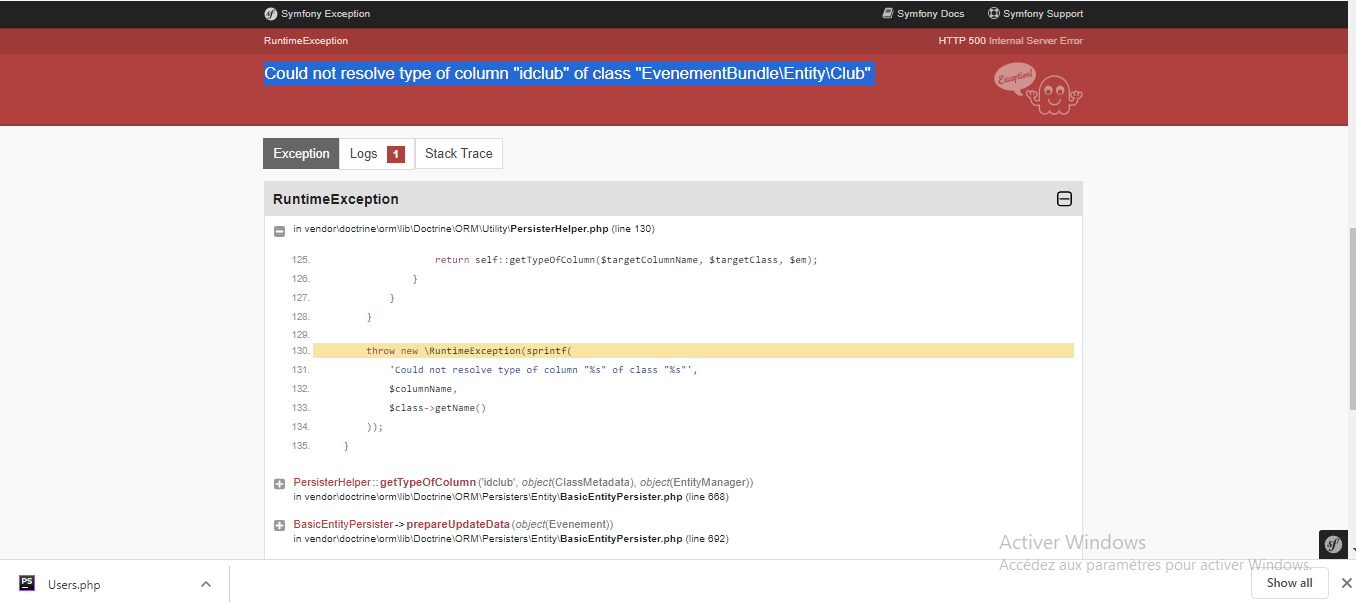 Symfony Exception
Symfony Docs
Symfony Support
RuntimeException
HTTP 500 Internal Server Error
Could not resolve type of column "idclub" of class "EvenementBundle\Entity\Club"
Exception!
Exception
Logs 1
Stack Trace
RuntimeException
in vendor\doctrine\orm\lib\Doctrine\ORM\Utility\PersisterHelper.php (line 130)
125. return self::getTypeOfColumn($targetColumnName, $targetClass, $em);
126. }
127. }
128. }
129.
130. throw new \RuntimeException(sprintf(
131. 'Could not resolve type of column "%s" of class "%s"',
132. $columnName,
133. $class->getName()
134. ));
135. }
PersisterHelper::getTypeOfColumn('idclub', object(ClassMetadata), object(EntityManager))
in vendor\doctrine\orm\lib\Doctrine\ORM\Persisters\Entity\BasicEntityPersister.php (line 668)
BasicEntityPersister->prepareUpdateData(object(Evenement))
in vendor\doctrine\orm\lib\Doctrine\ORM\Persisters\Entity\BasicEntityPersister.php (line 692)
Activer Windows
Accédez aux paramètres pour activer Windows.
sf
PS
Users.php
Show all